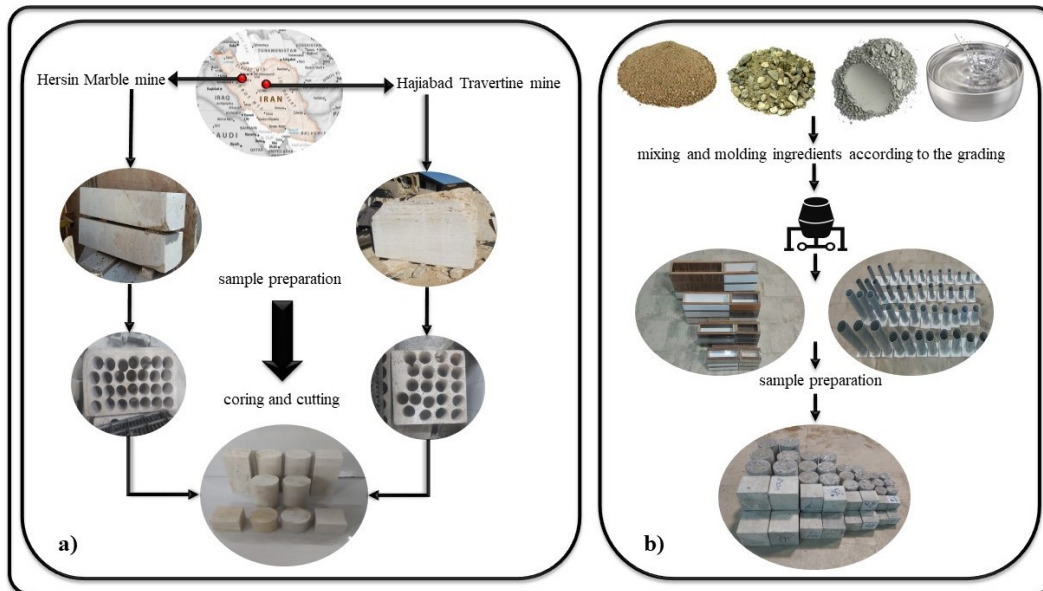 Hersin Marble mine
Hajiabad Travertine mine
TURKMENISTAN
IRAN
IRAQ
SAUDI
sample preparation
coring and cutting
a)
mixing and molding ingredients according to the grading
sample preparation
b)